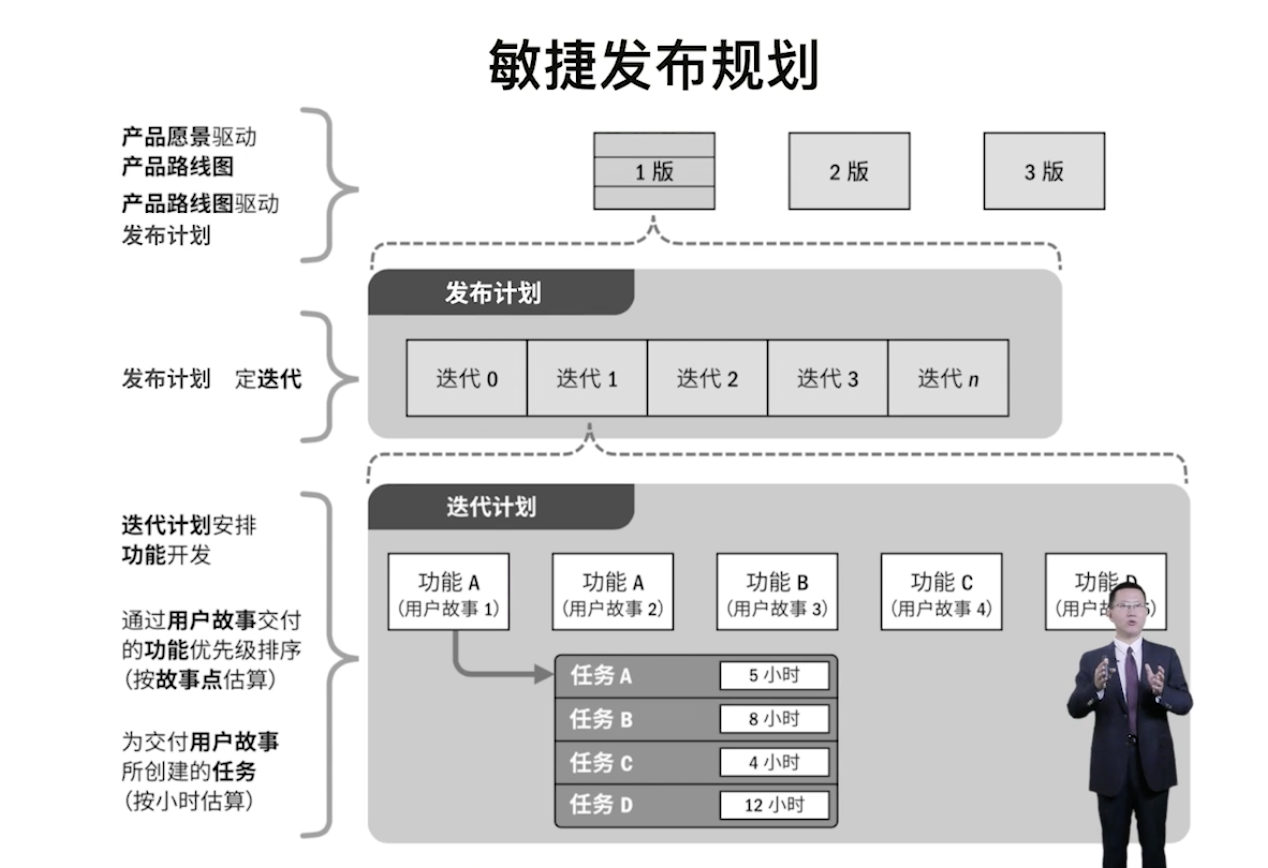 敏捷发布规划
产品愿景驱动
产品路线图
产品路线图驱动
发布计划
1 版
2 版
3 版
发布计划
发布计划 定迭代
迭代 0
迭代 1
迭代 2
迭代 3
迭代 n
迭代计划
迭代计划安排
功能开发
通过用户故事交付
的功能优先级排序
（按故事点估算）
为交付用户故事
所创建的任务
（按小时估算）
功能 A
（用户故事 1）
功能 A
（用户故事 2）
功能 B
（用户故事 3）
功能 C
（用户故事 4）
功能
（用户
任务 A
5 小时
任务 B
8 小时
任务 C
4 小时
任务 D
12 小时